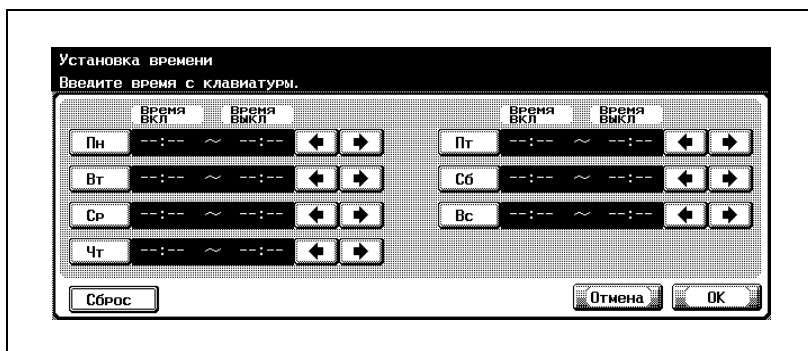 Установка времени
Введите время с клавиатуры.
Время ВКЛ Время ВЫКЛ Время ВКЛ Время ВЫКЛ
Пн --:-- ~ --:-- Пт --:-- ~ --:--
Вт --:-- ~ --:-- Сб --:-- ~ --:--
Ср --:-- ~ --:-- Вс --:-- ~ --:--
Чт --:-- ~ --:--
Сброс Отмена OK